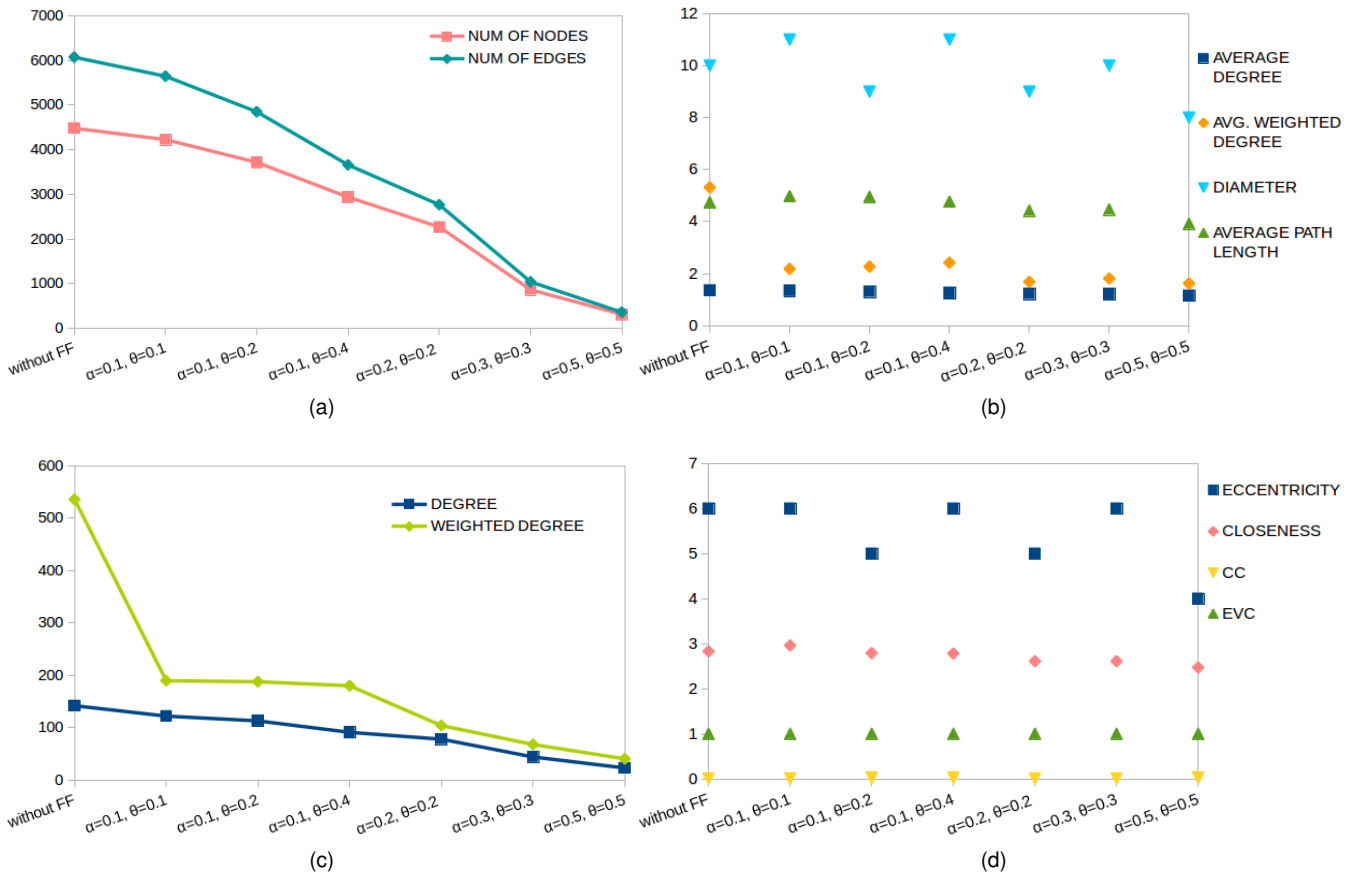 7000
6000
5000
4000
3000
2000
1000
0
NUM OF NODES
NUM OF EDGES
without FF
α=0.1, θ=0.1
α=0.1, θ=0.2
α=0.1, θ=0.4
α=0.2, θ=0.2
α=0.3, θ=0.3
α=0.5, θ=0.5
(a)
12
10
8
6
4
2
0
AVERAGE
DEGREE
AVG. WEIGHTED
DEGREE
DIAMETER
AVERAGE PATH
LENGTH
without FF
α=0.1, θ=0.1
α=0.1, θ=0.2
α=0.1, θ=0.4
α=0.2, θ=0.2
α=0.3, θ=0.3
α=0.5, θ=0.5
(b)
600
500
400
300
200
100
0
DEGREE
WEIGHTED DEGREE
without FF
α=0.1, θ=0.1
α=0.1, θ=0.2
α=0.1, θ=0.4
α=0.2, θ=0.2
α=0.3, θ=0.3
α=0.5, θ=0.5
(c)
7
6
5
4
3
2
1
0
ECCENTRICITY
CLOSENESS
CC
EVC
without FF
α=0.1, θ=0.1
α=0.1, θ=0.2
α=0.1, θ=0.4
α=0.2, θ=0.2
α=0.3, θ=0.3
α=0.5, θ=0.5
(d)